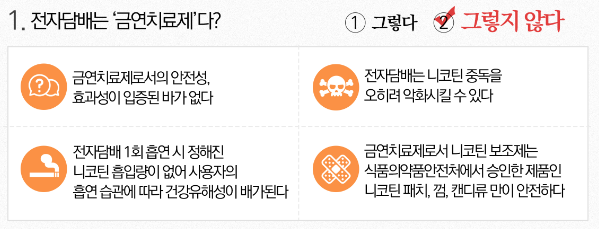 1. 전자담배는 '금연치료제'다? ① 그렇다 ② 그렇지 않다
금연치료제로서의 안전성,
효과성이 입증된 바가 없다
전자담배는 니코틴 중독을
오히려 악화시킬 수 있다
전자담배 1회 흡연 시 정해진
니코틴 흡입량이 없어 사용자의
흡연 습관에 따라 건강유해성이 배가된다
금연치료제로서 니코틴 보조제는
식품의약품안전처에서 승인한 제품인
니코틴 패치, 껌, 캔디류 만이 안전하다